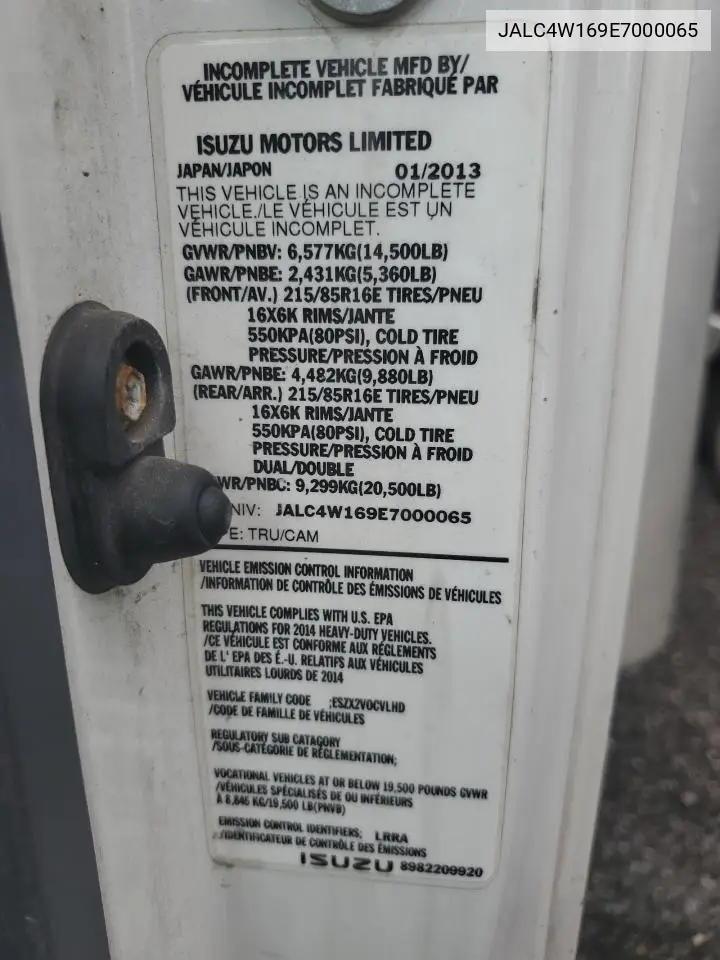 JALC4W169E7000065
INCOMPLETE VEHICLE MFD BY/
VÉHICULE INCOMPLET FABRIQUÉ PAR
ISUZU MOTORS LIMITED
JAPAN/JAPON 01/2013
THIS VEHICLE IS AN INCOMPLETE
VEHICLE./LE VÉHICULE EST UN
VÉHICULE INCOMPLET.
GVWR/PNBV: 6,577KG(14,500LB)
GAWR/PNBE: 2,431KG(5,360LB)
(FRONT/AV.) 215/85R16E TIRES/PNEU
16X6K RIMS/JANTE
550KPA(80PSI), COLD TIRE
PRESSURE/PRESSION À FROID
GAWR/PNBE: 4,482KG(9,880LB)
(REAR/ARR.) 215/85R16E TIRES/PNEU
16X6K RIMS/JANTE
550KPA(80PSI), COLD TIRE
PRESSURE/PRESSION À FROID
DUAL/DOUBLE
WR/PNBC: 9,299KG(20,500LB)
NIV: JALC4W169E7000065
PE: TRU/CAM
VEHICLE EMISSION CONTROL INFORMATION
/INFORMATION DE CONTRÔLE DES ÉMISSIONS DE VÉHICULES
THIS VEHICLE COMPLIES WITH U.S. EPA
REGULATIONS FOR 2014 HEAVY-DUTY VEHICLES.
/CE VÉHICULE EST CONFORME AUX RÉGLEMENTS
DE L' EPA DES É.-U. RELATIFS AUX VÉHICULES
UTILITAIRES LOURDS DE 2014
VEHICLE FAMILY CODE :ESZX2VOCVLHD
/CODE DE FAMILLE DE VÉHICULES
REGULATORY SUB CATAGORY
/SOUS-CATÉGORIE DE RÉGLEMENTATION;
VOCATIONAL VEHICLES AT OR BELOW 19,500 POUNDS GVWR
/VÉHICULES SPÉCIALISÉS DE OU INFÉRIEURS
À 8,845 KG/19,500 LB(PNVB)
EMISSION CONTROL IDENTIFIERS; LRRA
/IDENTIFICATEUR DE CONTRÔLE DES ÉMISSIONS
ISUZU 8982209920